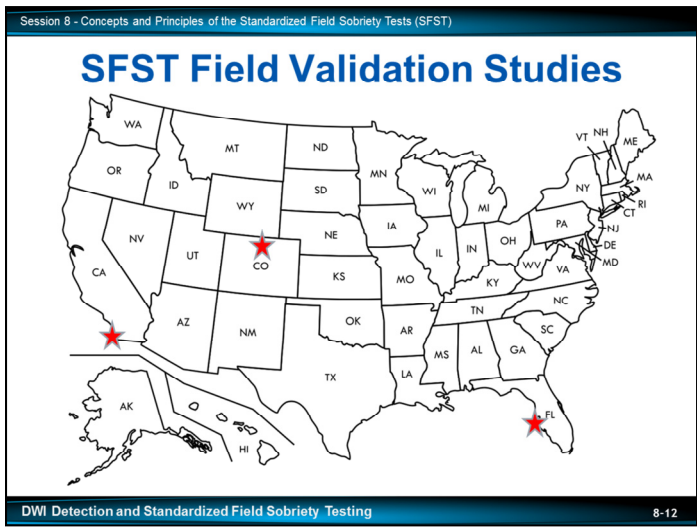 Session 8 - Concepts and Principles of the Standardized Field Sobriety Tests (SFST)
SFST Field Validation Studies
WA
MT
ND
VT NH
ME
OR
MN
ID
SD
WI
MA
NY
WY
MI
RI
CT
IA
PA
NJ
NE
NV
OH
DE
IL
IN
UT
CO
MD
WV
VA
CA
KS
MO
KY
NC
TN
OK
AZ
NM
AR
SC
MS
AL
GA
LA
TX
AK
FL
HI
DWI Detection and Standardized Field Sobriety Testing
8-12